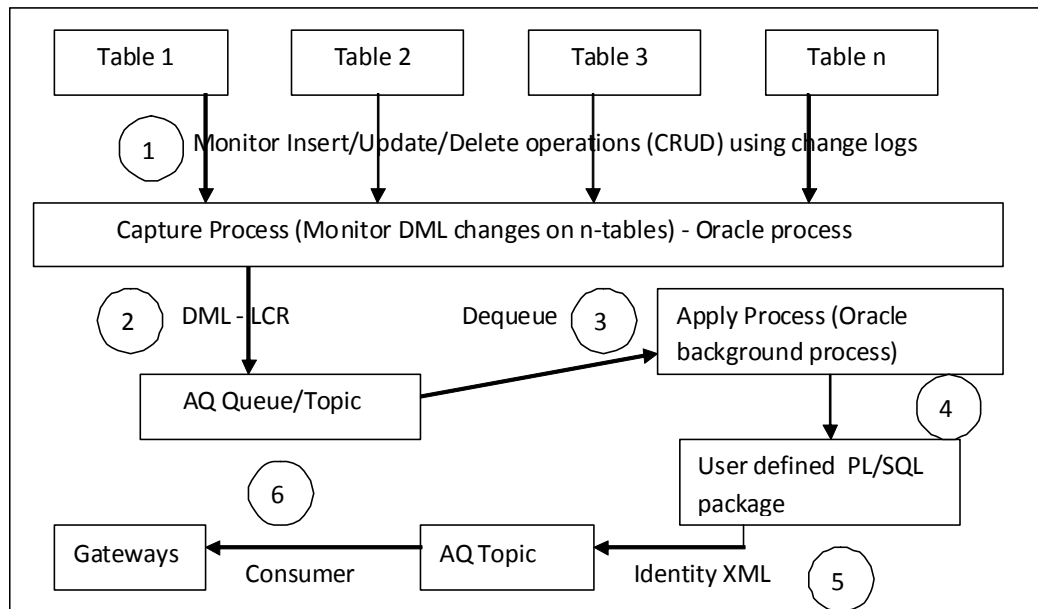 Table 1
Table 2
Table 3
Table n
1
Monitor Insert/Update/Delete operations (CRUD) using change logs
Capture Process (Monitor DML changes on n-tables) - Oracle process
2
DML - LCR
Dequeue
3
Apply Process (Oracle
background process)
AQ Queue/Topic
4
User defined PL/SQL
package
6
Gateways
Consumer
AQ Topic
Identity XML
5